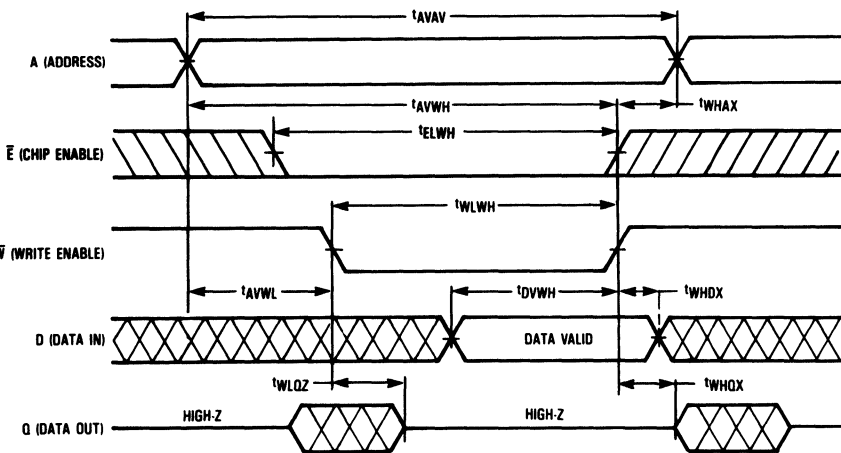 tAVAV
A (ADDRESS)
tAVWH
tWHAX
tELWH
E̅ (CHIP ENABLE)
tWLWH
W̅ (WRITE ENABLE)
tAVWL
tDVWH
tWHDX
D (DATA IN)
DATA VALID
tWLQZ
tWHQX
HIGH-Z
HIGH-Z
Q (DATA OUT)